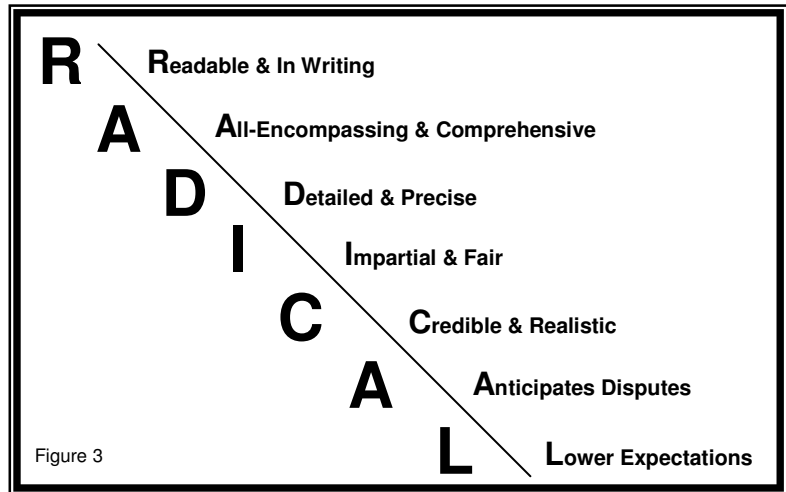 R Readable & In Writing
A All-Encompassing & Comprehensive
D Detailed & Precise
I Impartial & Fair
C Credible & Realistic
A Anticipates Disputes
L Lower Expectations
Figure 3